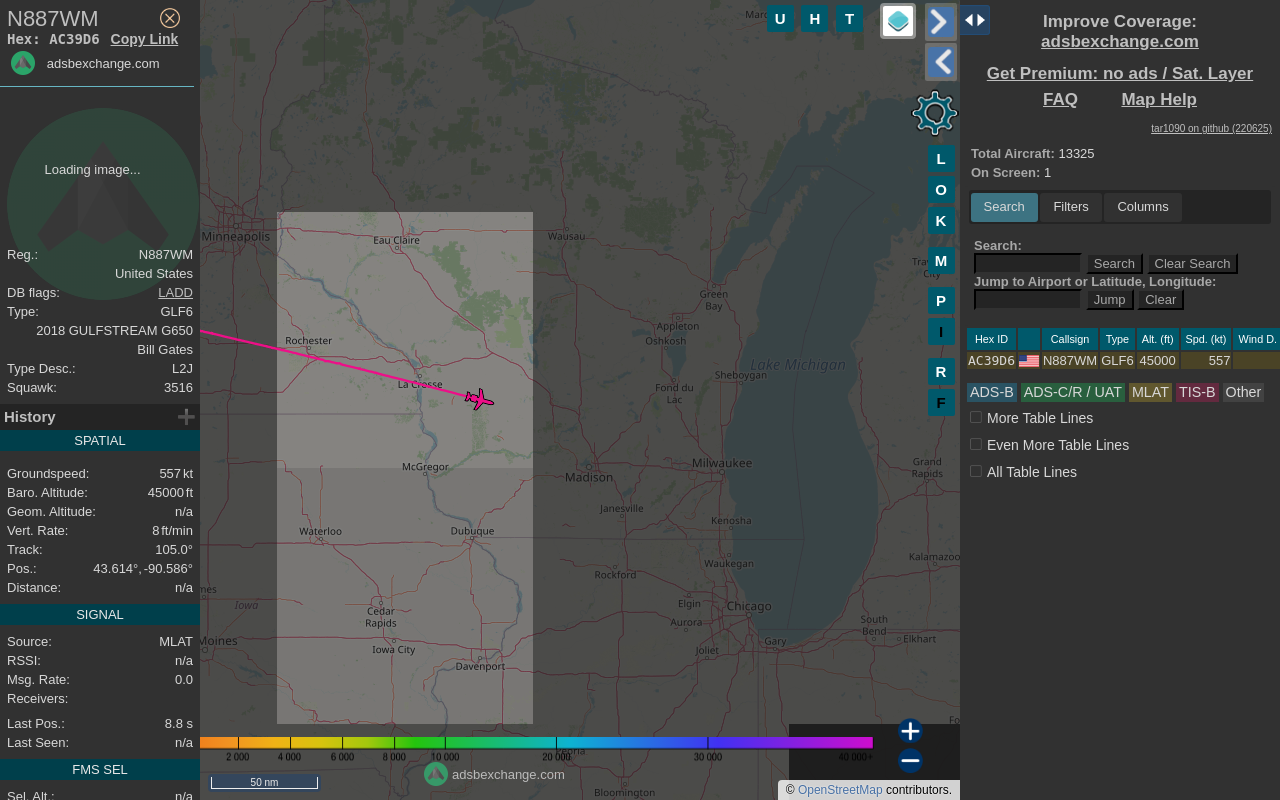 N887WM
Hex: AC39D6 Copy Link
adsbexchange.com
Loading image...
Reg.: N887WM
United States
DB flags: LADD
Type: GLF6
2018 GULFSTREAM G650
Bill Gates
Type Desc.: L2J
Squawk: 3516
History
SPATIAL
Groundspeed: 557 kt
Baro. Altitude: 45000 ft
Geom. Altitude: n/a
Vert. Rate: 8 ft/min
Track: 105.0°
Pos.: 43.614°, -90.586°
Distance: n/a
SIGNAL
Source: MLAT
RSSI: n/a
Msg. Rate: 0.0
Receivers:
Last Pos.: 8.8 s
Last Seen: n/a
FMS SEL
Sel. Alt.: n/a
U H T
L
O
K
M
P
I
R
F
Minneapolis
Eau Claire
Wausau
Green
Bay
Appleton
Oshkosh
Rochester
La Crosse
Fond du
Lac
Sheboygan
Lake Michigan
McGregor
Madison
Milwaukee
Grand
Rapids
Janesville
Waterloo
Dubuque
Kenosha
Waukegan
Kalamazoo
Rockford
Iowa
Cedar
Rapids
Elgin
Chicago
Aurora
South
Bend
Elkhart
Moines
Iowa City
Joliet
Gary
Davenport
2 000 4 000 6 000 8 000 10 000 20 000 30 000 40 000+
Peoria
adsbexchange.com
50 nm
Bloomington
© OpenStreetMap contributors.
Improve Coverage:
adsbexchange.com
Get Premium: no ads / Sat. Layer
FAQ Map Help
tar1090 on github (220625)
Total Aircraft: 13325
On Screen: 1
Search Filters Columns
Search:
Search Clear Search
Jump to Airport or Latitude, Longitude:
Jump Clear
Hex ID Callsign Type Alt. (ft) Spd. (kt) Wind D.
AC39D6 N887WM GLF6 45000 557
ADS-B ADS-C/R / UAT MLAT TIS-B Other
More Table Lines
Even More Table Lines
All Table Lines